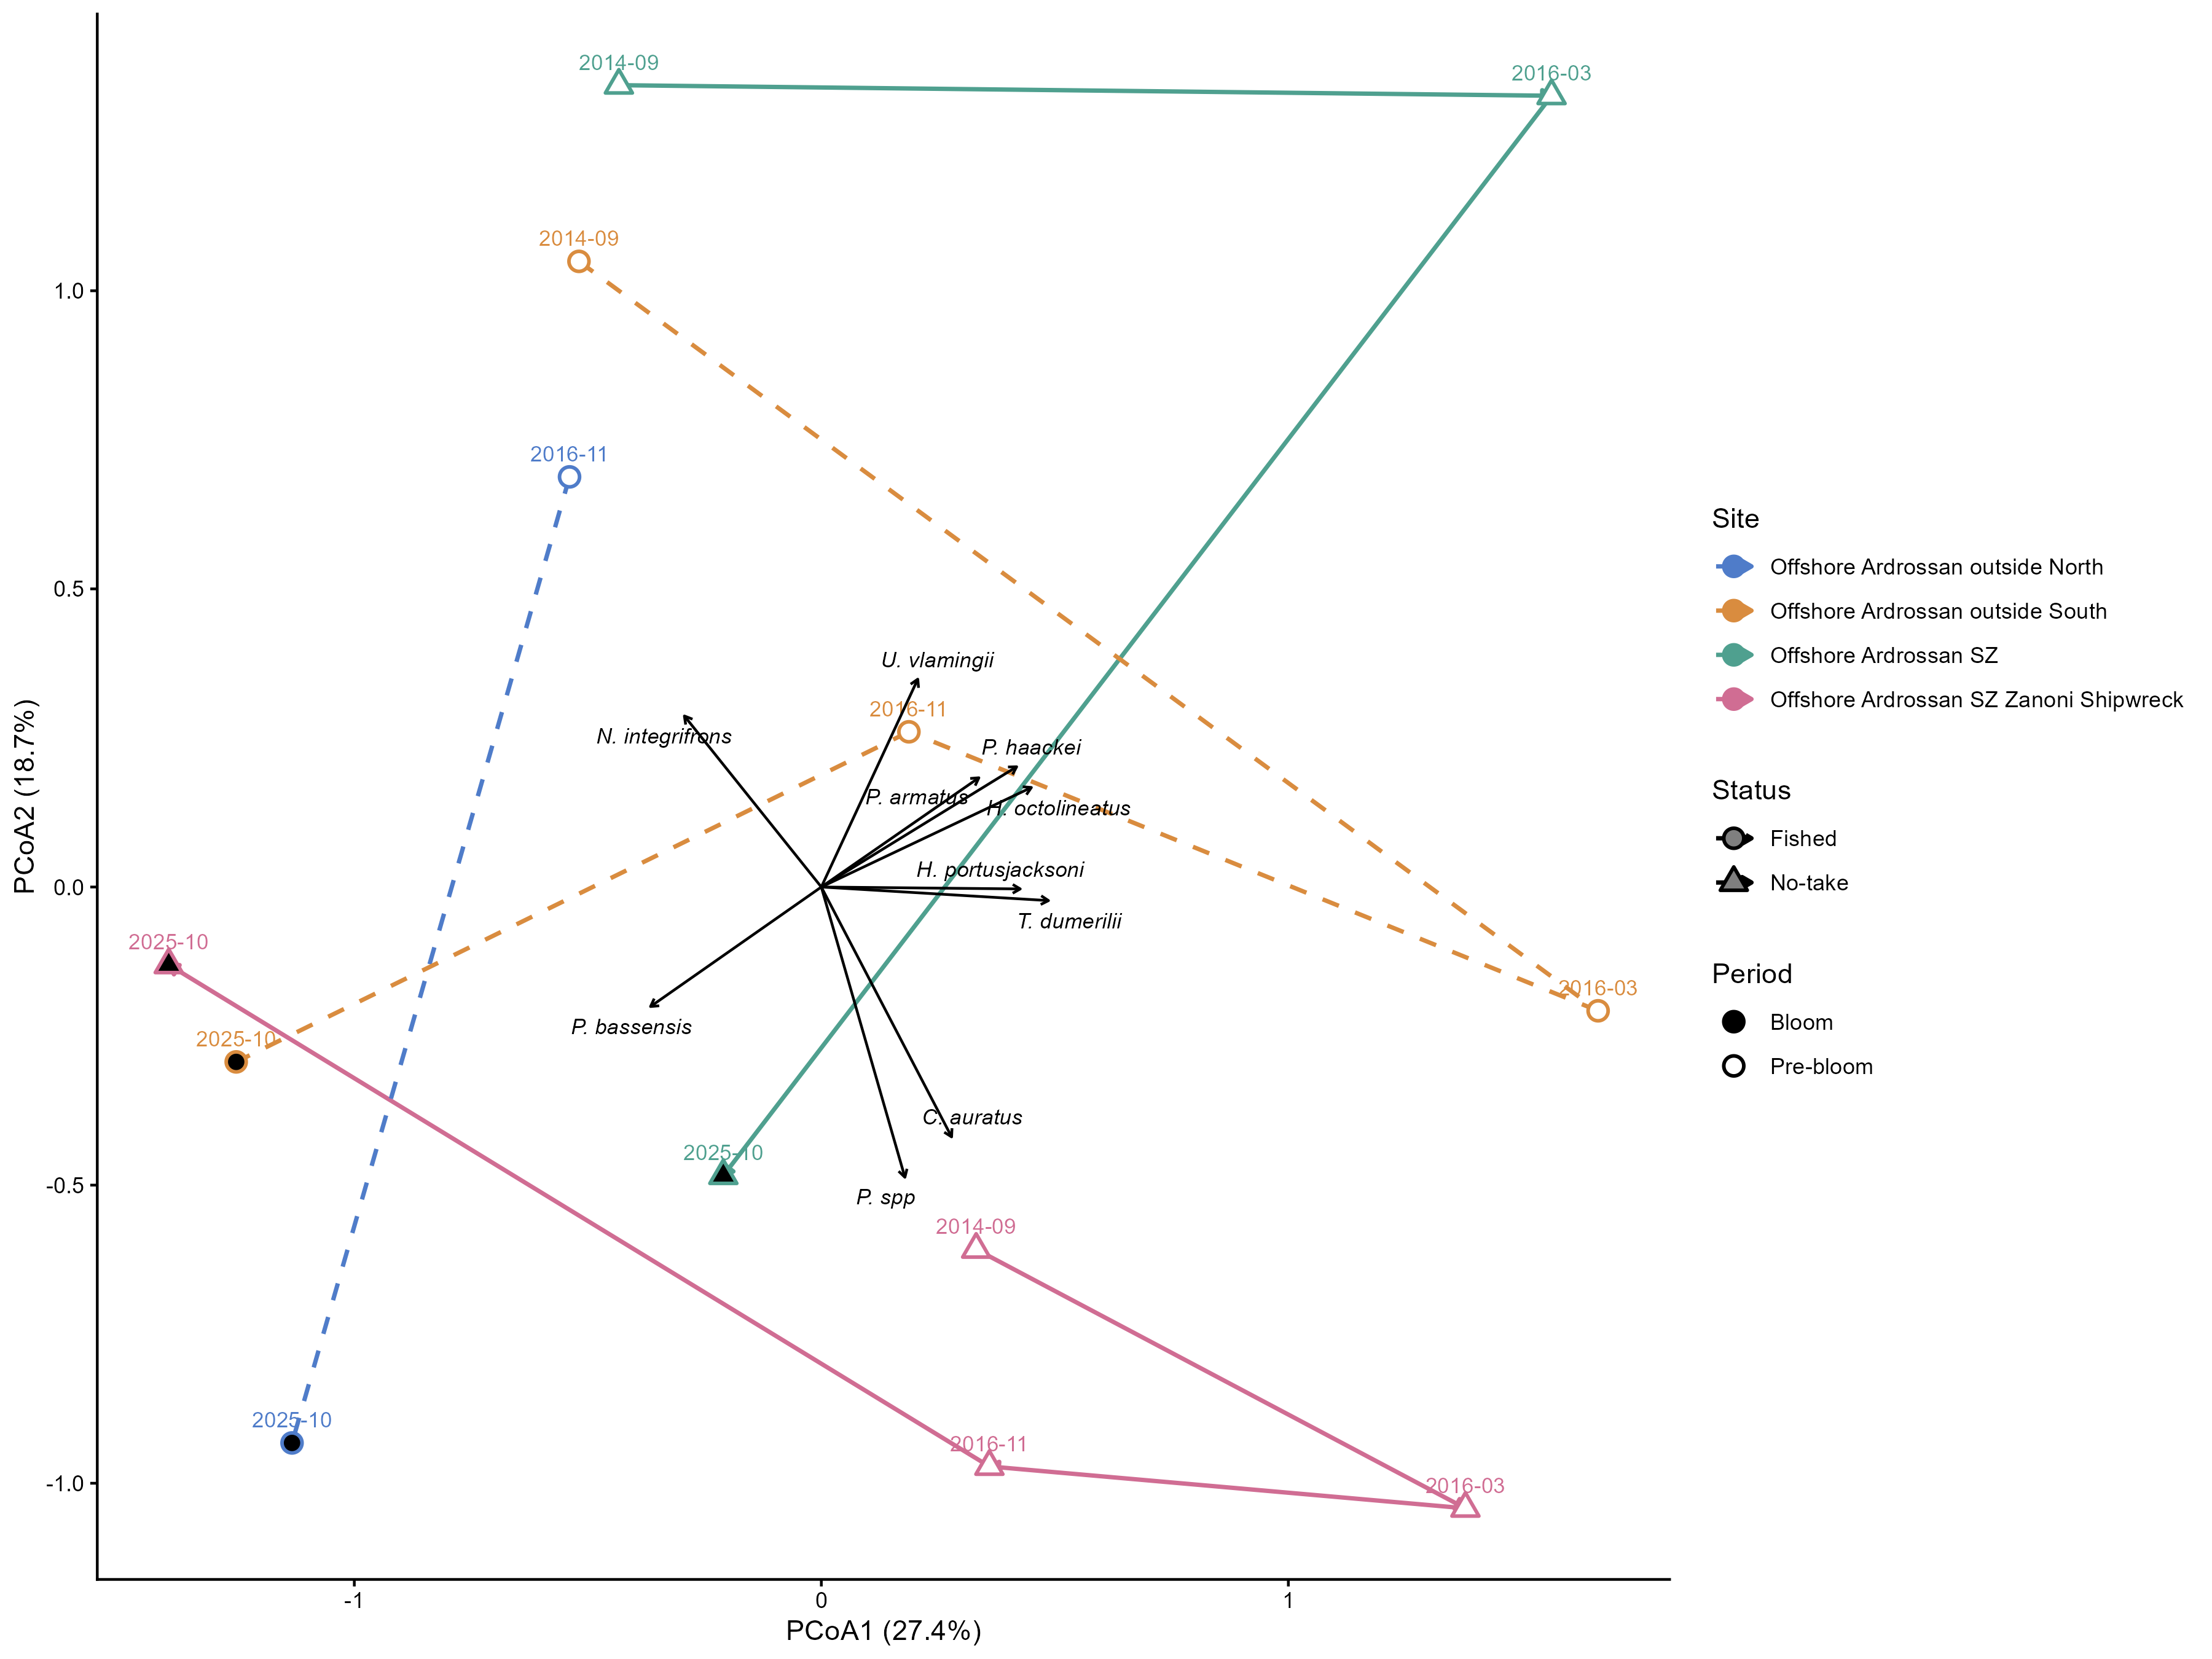 2014-09
2016-03
2014-09
1.0
2016-11
Site
0.5
Offshore Ardrossan outside North
Offshore Ardrossan outside South
Offshore Ardrossan SZ
Offshore Ardrossan SZ Zanoni Shipwreck
U. vlamingii
2016-11
N. integrifrons
P. haackei
P. armatus
H. octolineatus
Status
Fished
No-take
PCoA2 (18.7%)
0.0
H. portusjacksoni
T. dumerilii
2025-10
2016-03
Period
Bloom
Pre-bloom
P. bassensis
2025-10
C. auratus
2025-10
-0.5
P. spp
2014-09
2025-10
2016-11
-1.0
2016-03
-1
0
1
PCoA1 (27.4%)